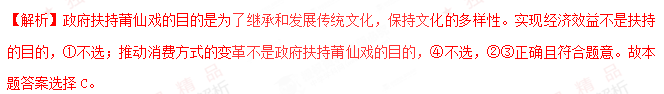 【解析】政府扶持莆仙戏的目的是为了继承和发展传统文化，保持文化的多样性。实现经济效益不是扶持
的目的，①不选；推动消费方式的变革不是政府扶持莆仙戏的目的，④不选，②③正确且符合题意。故本
题答案选择 C。